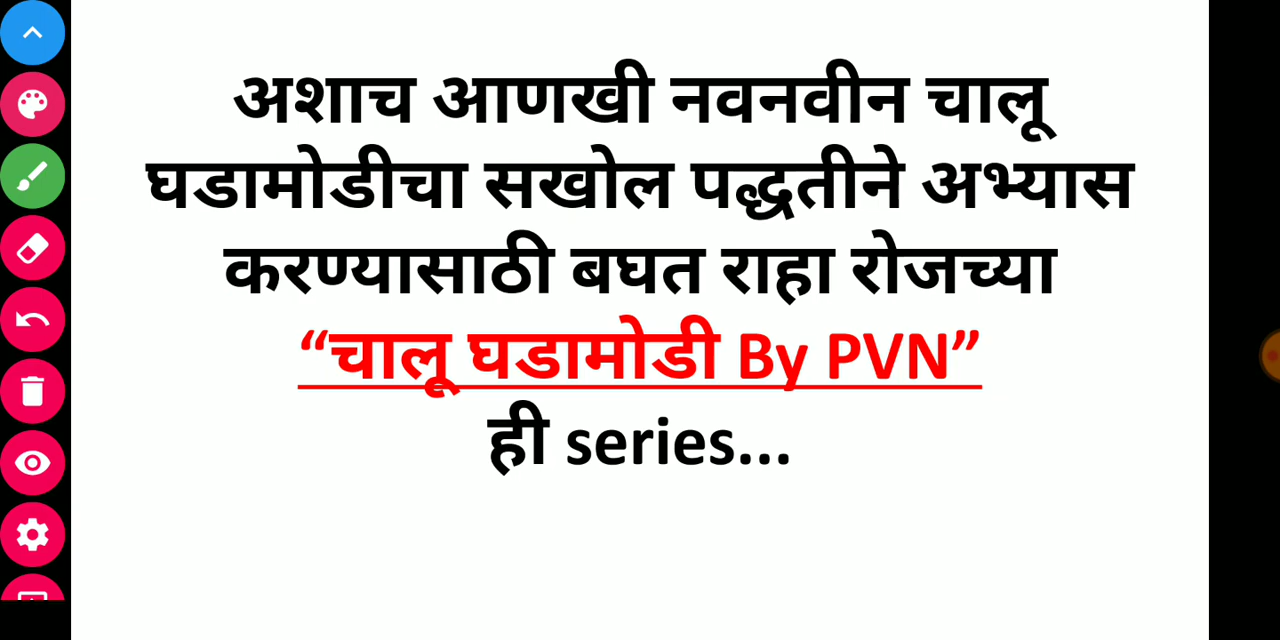 अशाच आणखी नवनवीन चालू
घडामोडीचा सखोल पद्धतीने अभ्यास
करण्यासाठी बघत राहा रोजच्या
“चालू घडामोडी By PVN”
ही series...